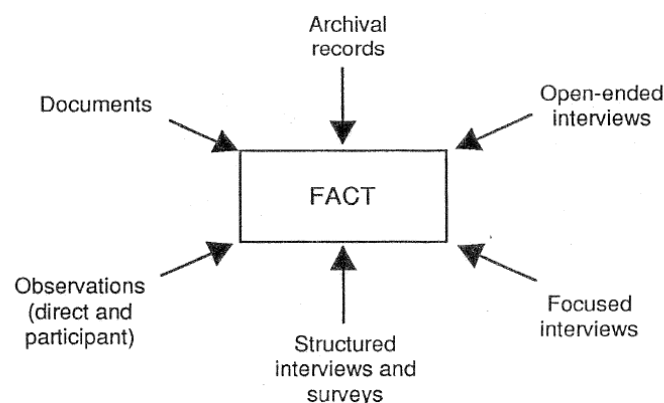 Archival
records
Documents
Open-ended
interviews
FACT
Observations
(direct and
participant)
Structured
interviews and
surveys
Focused
interviews